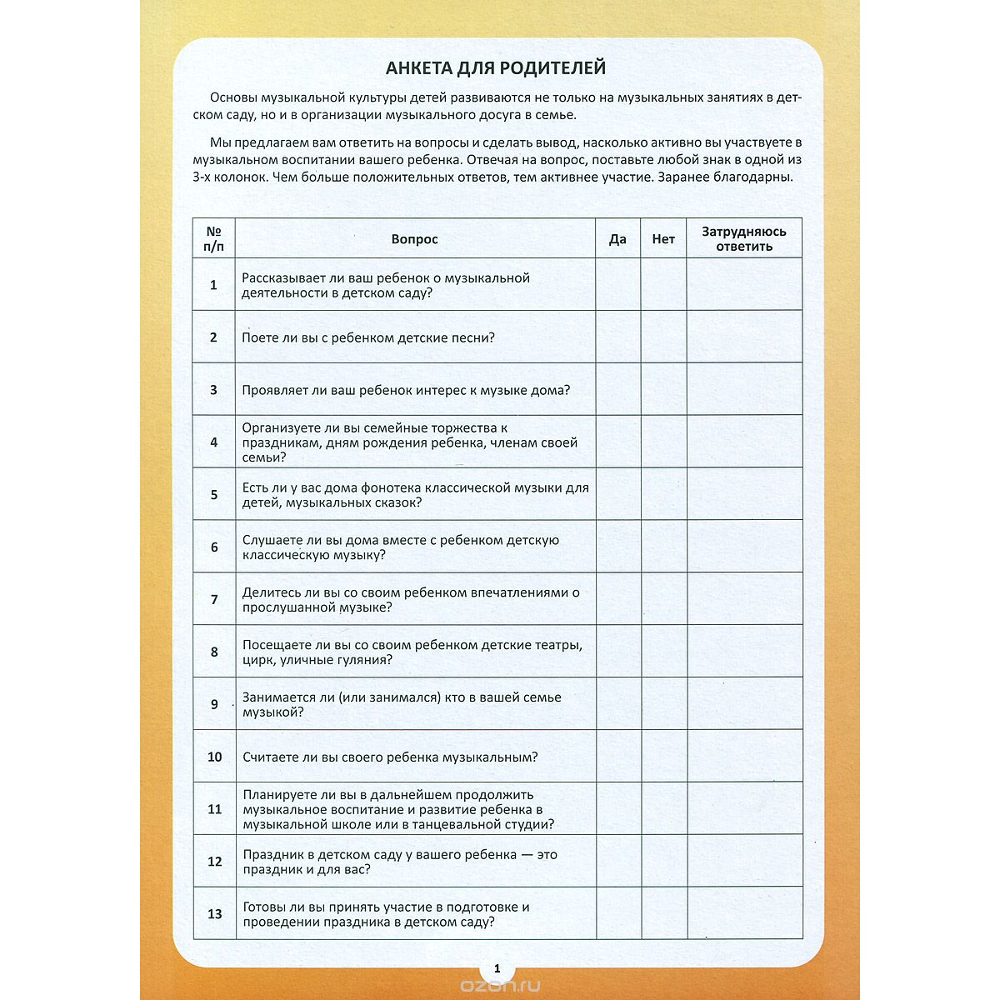 АНКЕТА ДЛЯ РОДИТЕЛЕЙ
Основы музыкальной культуры детей развиваются не только на музыкальных занятиях в дет-
ском саду, но и в организации музыкального досуга в семье.
Мы предлагаем вам ответить на вопросы и сделать вывод, насколько активно вы участвуете в
музыкальном воспитании вашего ребенка. Отвечая на вопрос, поставьте любой знак в одной из
3-х колонок. Чем больше положительных ответов, тем активнее участие. Заранее благодарны.
№ п/п Вопрос Да Нет Затрудняюсь ответить
1 Рассказывает ли ваш ребенок о музыкальной
деятельности в детском саду?
2 Поете ли вы с ребенком детские песни?
3 Проявляет ли ваш ребенок интерес к музыке дома?
4 Организуете ли вы семейные торжества к
праздникам, дням рождения ребенка, членам своей
семьи?
5 Есть ли у вас дома фонотека классической музыки для
детей, музыкальных сказок?
6 Слушаете ли вы дома вместе с ребенком детскую
классическую музыку?
7 Делитесь ли вы со своим ребенком впечатлениями о
прослушанной музыке?
8 Посещаете ли вы со своим ребенком детские театры,
цирк, уличные гуляния?
9 Занимается ли (или занимался) кто в вашей семье
музыкой?
10 Считаете ли вы своего ребенка музыкальным?
11 Планируете ли вы в дальнейшем продолжить
музыкальное воспитание и развитие ребенка в
музыкальной школе или в танцевальной студии?
12 Праздник в детском саду у вашего ребенка — это
праздник и для вас?
13 Готовы ли вы принять участие в подготовке и
проведении праздника в детском саду?
1
ozon.ru